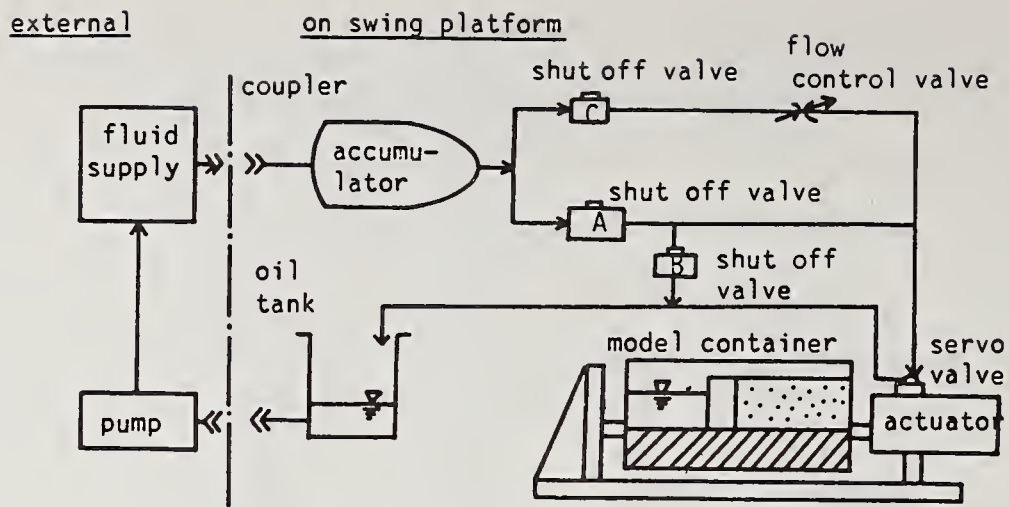 external
on swing platform
coupler
fluid
supply
accumu-
lator
shut off valve
C
flow
control valve
shut off valve
A
B
shut off
valve
oil
tank
model container
servo
valve
pump
actuator